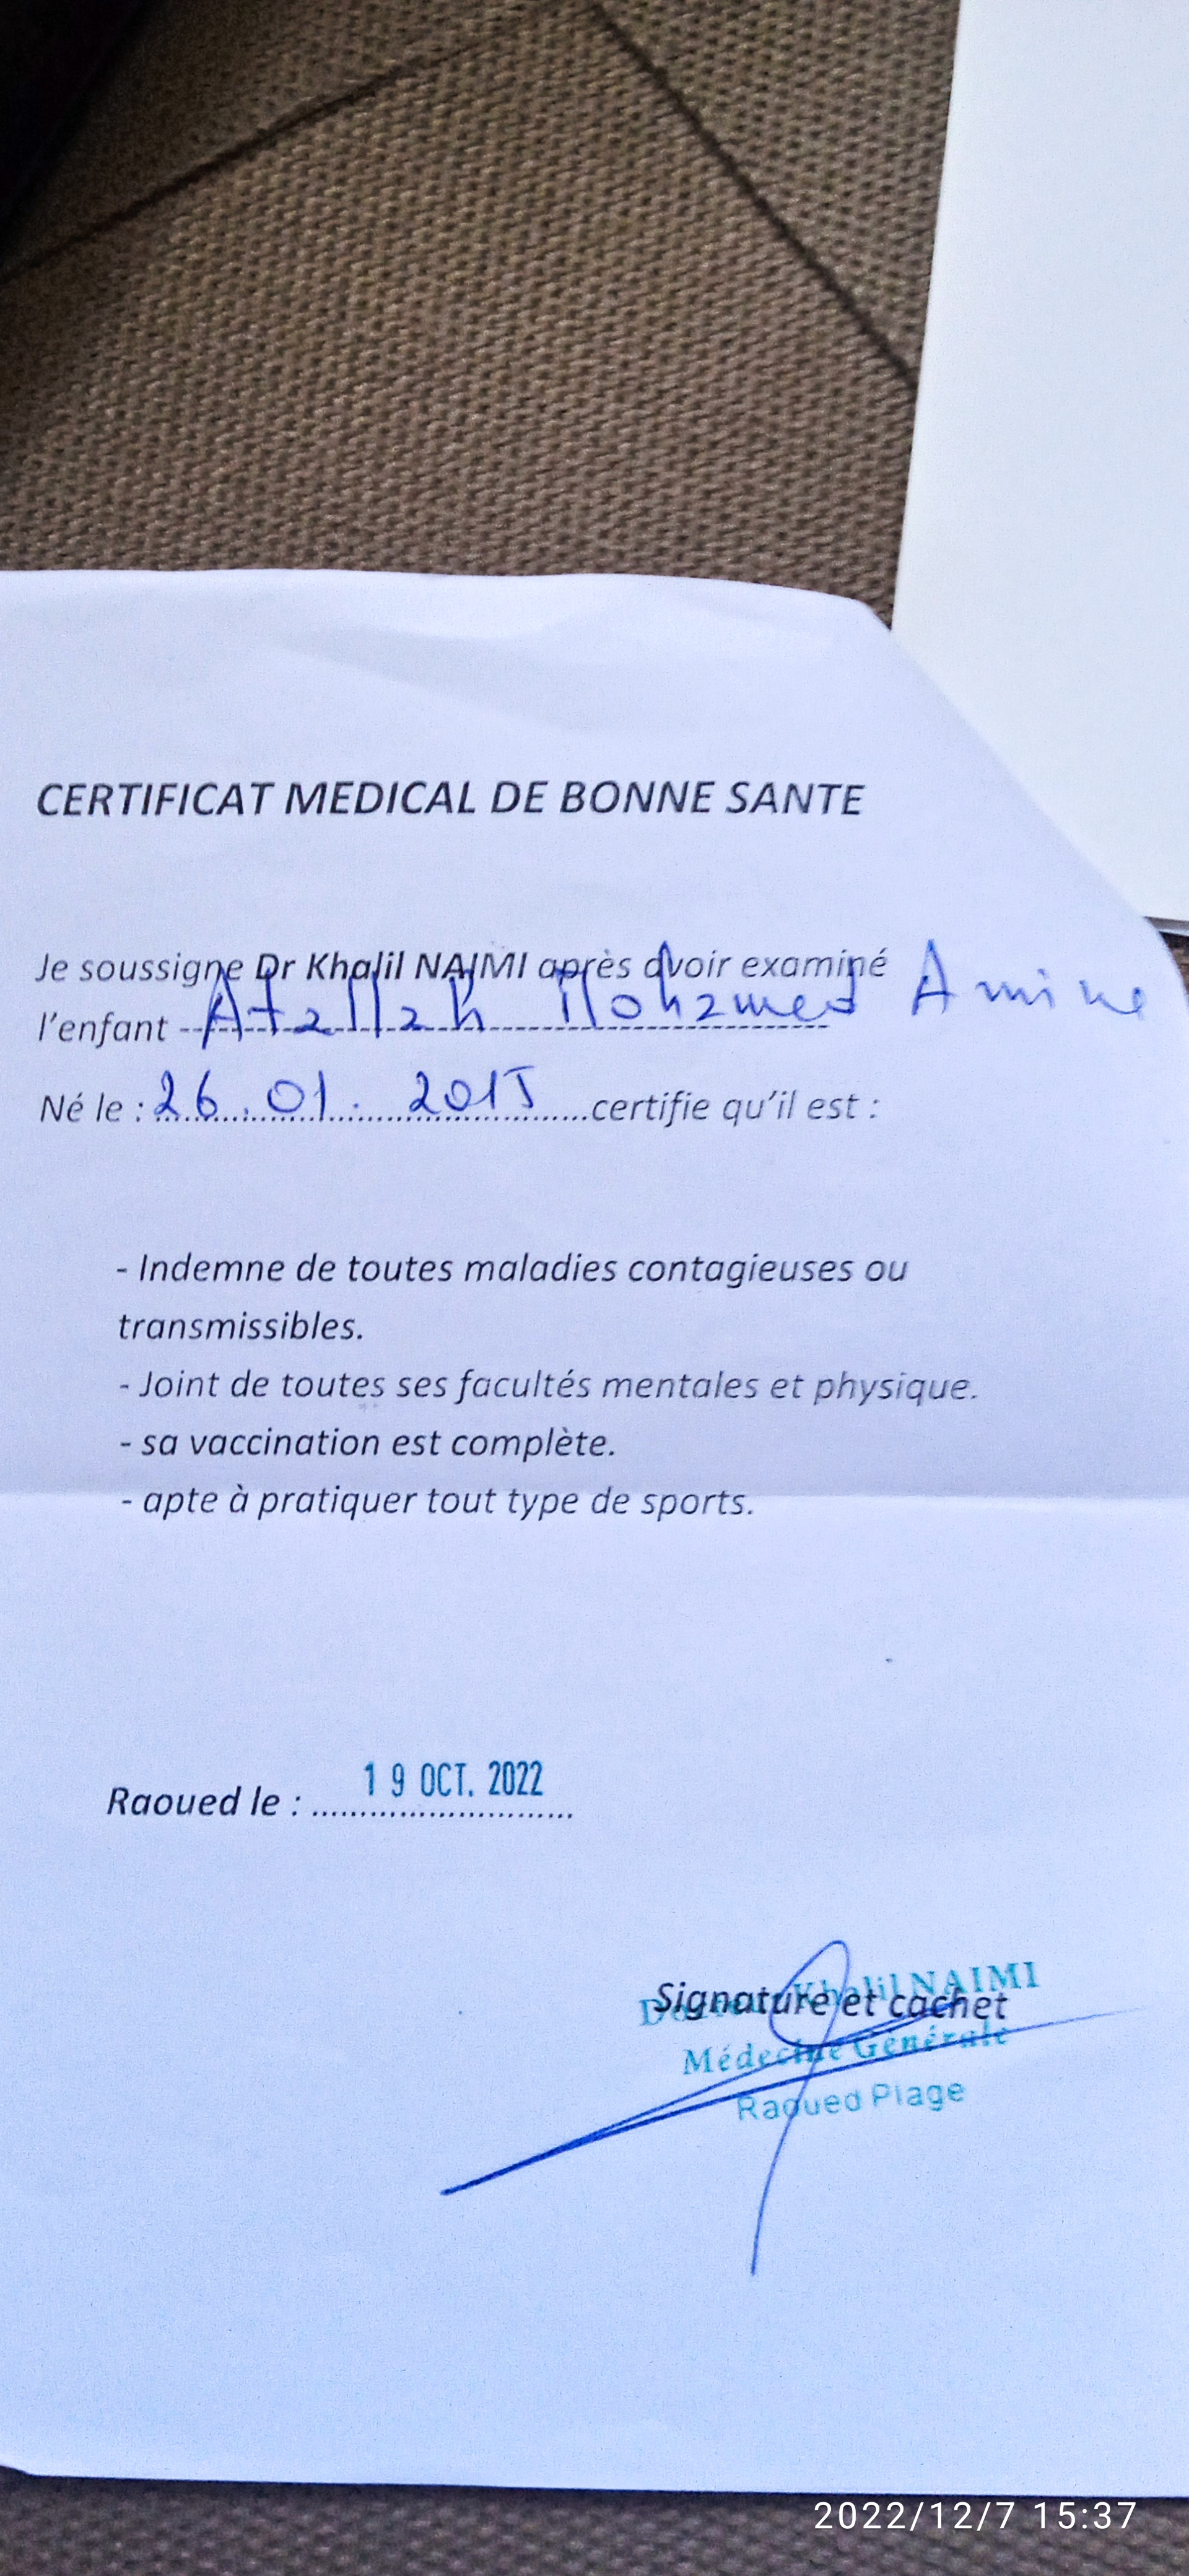 CERTIFICAT MEDICAL DE BONNE SANTE
Je soussigne Dr Khalil NAIMI après avoir examiné
l'enfant Atallah Mohamed Amine
Né le : 26.01.2015 certifie qu'il est :
- Indemne de toutes maladies contagieuses ou
transmissibles.
- Joint de toutes ses facultés mentales et physique.
- sa vaccination est complète.
- apte à pratiquer tout type de sports.
Raoued le : 19 OCT. 2022
Signature et cachet
Khalil NAIMI
Médecine Générale
Raoued Plage
2022/12/7 15:37